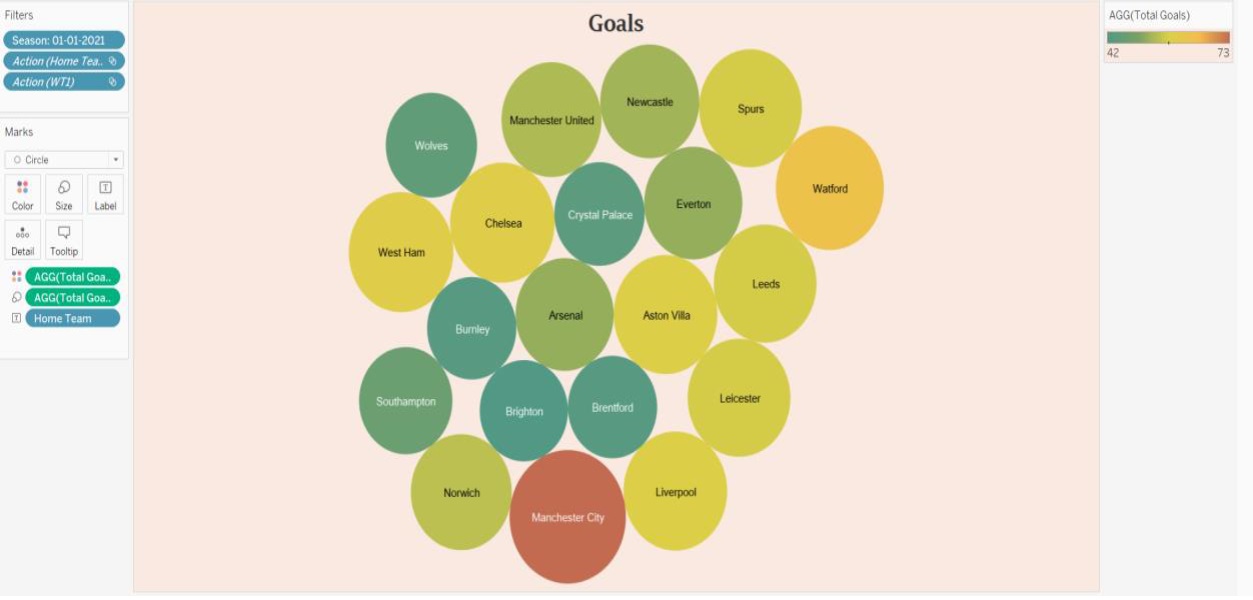 Filters
Season: 01-01-2021
Action (Home Tea..
Action (WT1)
Marks
Circle
Color
Size
Label
Detail
Tooltip
AGG(Total Goa..
AGG(Total Goa..
Home Team
Goals
Newcastle
Spurs
Manchester United
Wolves
Watford
Everton
Crystal Palace
Chelsea
West Ham
Leeds
Arsenal
Aston Villa
Burnley
Leicester
Southampton
Brentford
Brighton
Liverpool
Norwich
Manchester City
AGG(Total Goals)
42 73